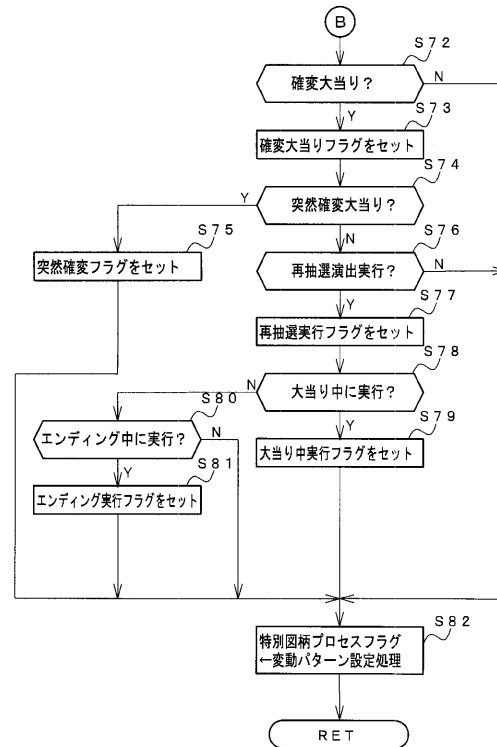 B
S72
確変大当り？
N
Y
S73
確変大当りフラグをセット
S74
突然確変大当り？
Y
N
S75
突然確変フラグをセット
S76
再抽選演出実行？
N
Y
S77
再抽選実行フラグをセット
S78
大当り中に実行？
N
Y
S79
大当り中実行フラグをセット
S80
エンディング中に実行？
N
Y
S81
エンディング実行フラグをセット
S82
特別図柄プロセスフラグ
←変動パターン設定処理
RET